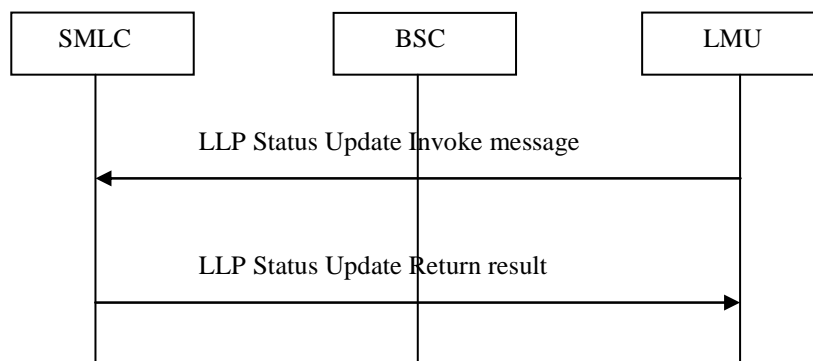 SMLC
BSC
LMU
LLP Status Update Invoke message
LLP Status Update Return result